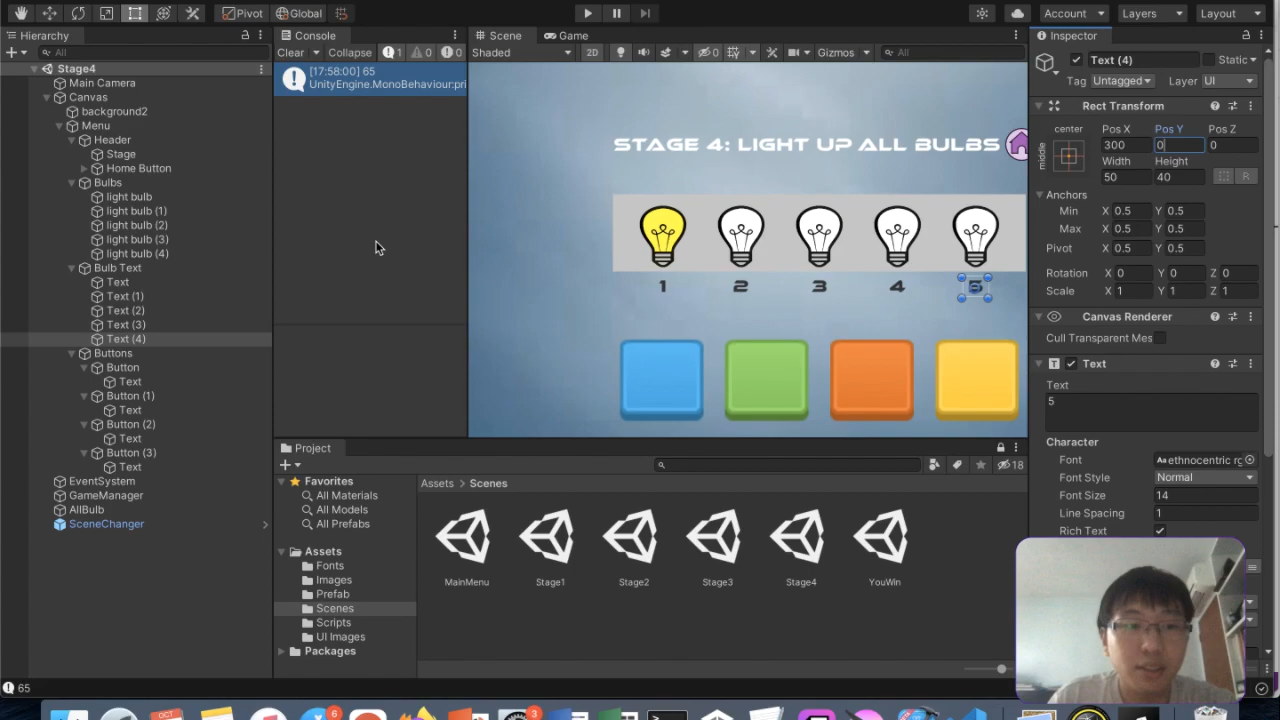 Pivot
Global
Account
Layers
Layout
Hierarchy
Console
Scene
Game
Inspector
All
Clear
Collapse
1
0
0
Shaded
2D
0
Gizmos
All
Text (4)
Static
Tag
Untagged
Layer
UI
Stage4
Main Camera
Canvas
background2
Menu
Header
Stage
Home Button
Bulbs
light bulb
light bulb (1)
light bulb (2)
light bulb (3)
light bulb (4)
Bulb Text
Text
Text (1)
Text (2)
Text (3)
Text (4)
Buttons
Button
Text
Button (1)
Text
Button (2)
Text
Button (3)
Text
EventSystem
GameManager
AllBulb
SceneChanger
[17:58:00] 65
UnityEngine.MonoBehaviour:pri
STAGE 4: LIGHT UP ALL BULBS
1 2 3 4 5
Rect Transform
center
middle
Pos X Pos Y Pos Z
300 0 0
Width Height
50 40
R
Anchors
Min X 0.5 Y 0.5
Max X 0.5 Y 0.5
Pivot X 0.5 Y 0.5
Rotation X 0 Y 0 Z 0
Scale X 1 Y 1 Z 1
Canvas Renderer
Cull Transparent Mes
T Text
Text
5
Character
Font Aa ethnocentric rg
Font Style Normal
Font Size 14
Line Spacing 1
Rich Text
Project
18
Favorites
All Materials
All Models
All Prefabs
Assets
Fonts
Images
Prefab
Scenes
Scripts
UI Images
Packages
Assets > Scenes
MainMenu
Stage1
Stage2
Stage3
Stage4
YouWin
65
OCT
6
3